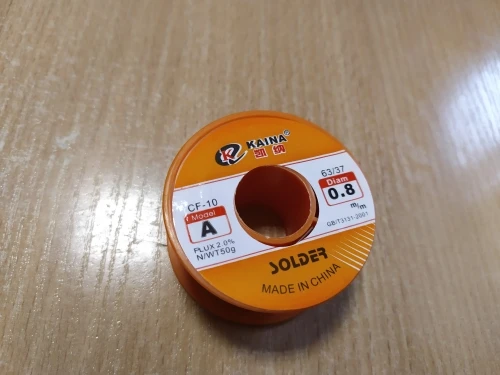 KAINA®
凯纳
CF-10
Model
A
FLUX 2.0%
N/WT50g
63/37
Diam
0.8
m/m
GB/T3131-2001
SOLDER
MADE IN CHINA